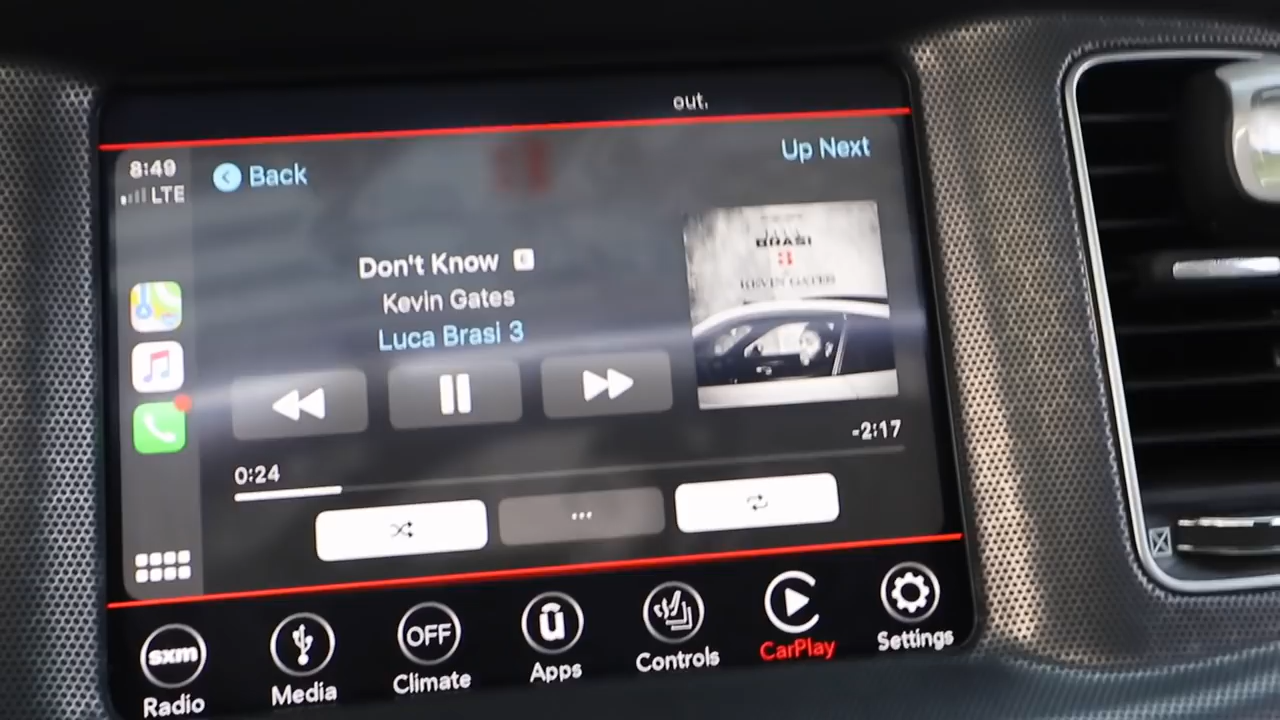 out.
8:49
LTE
Back
Up Next
Don't Know E
Kevin Gates
Luca Brasi 3
BRASI
3
KEVIN GATES
0:24
-2:17
OFF
sxm
Radio
Media
Climate
Apps
Controls
CarPlay
Settings